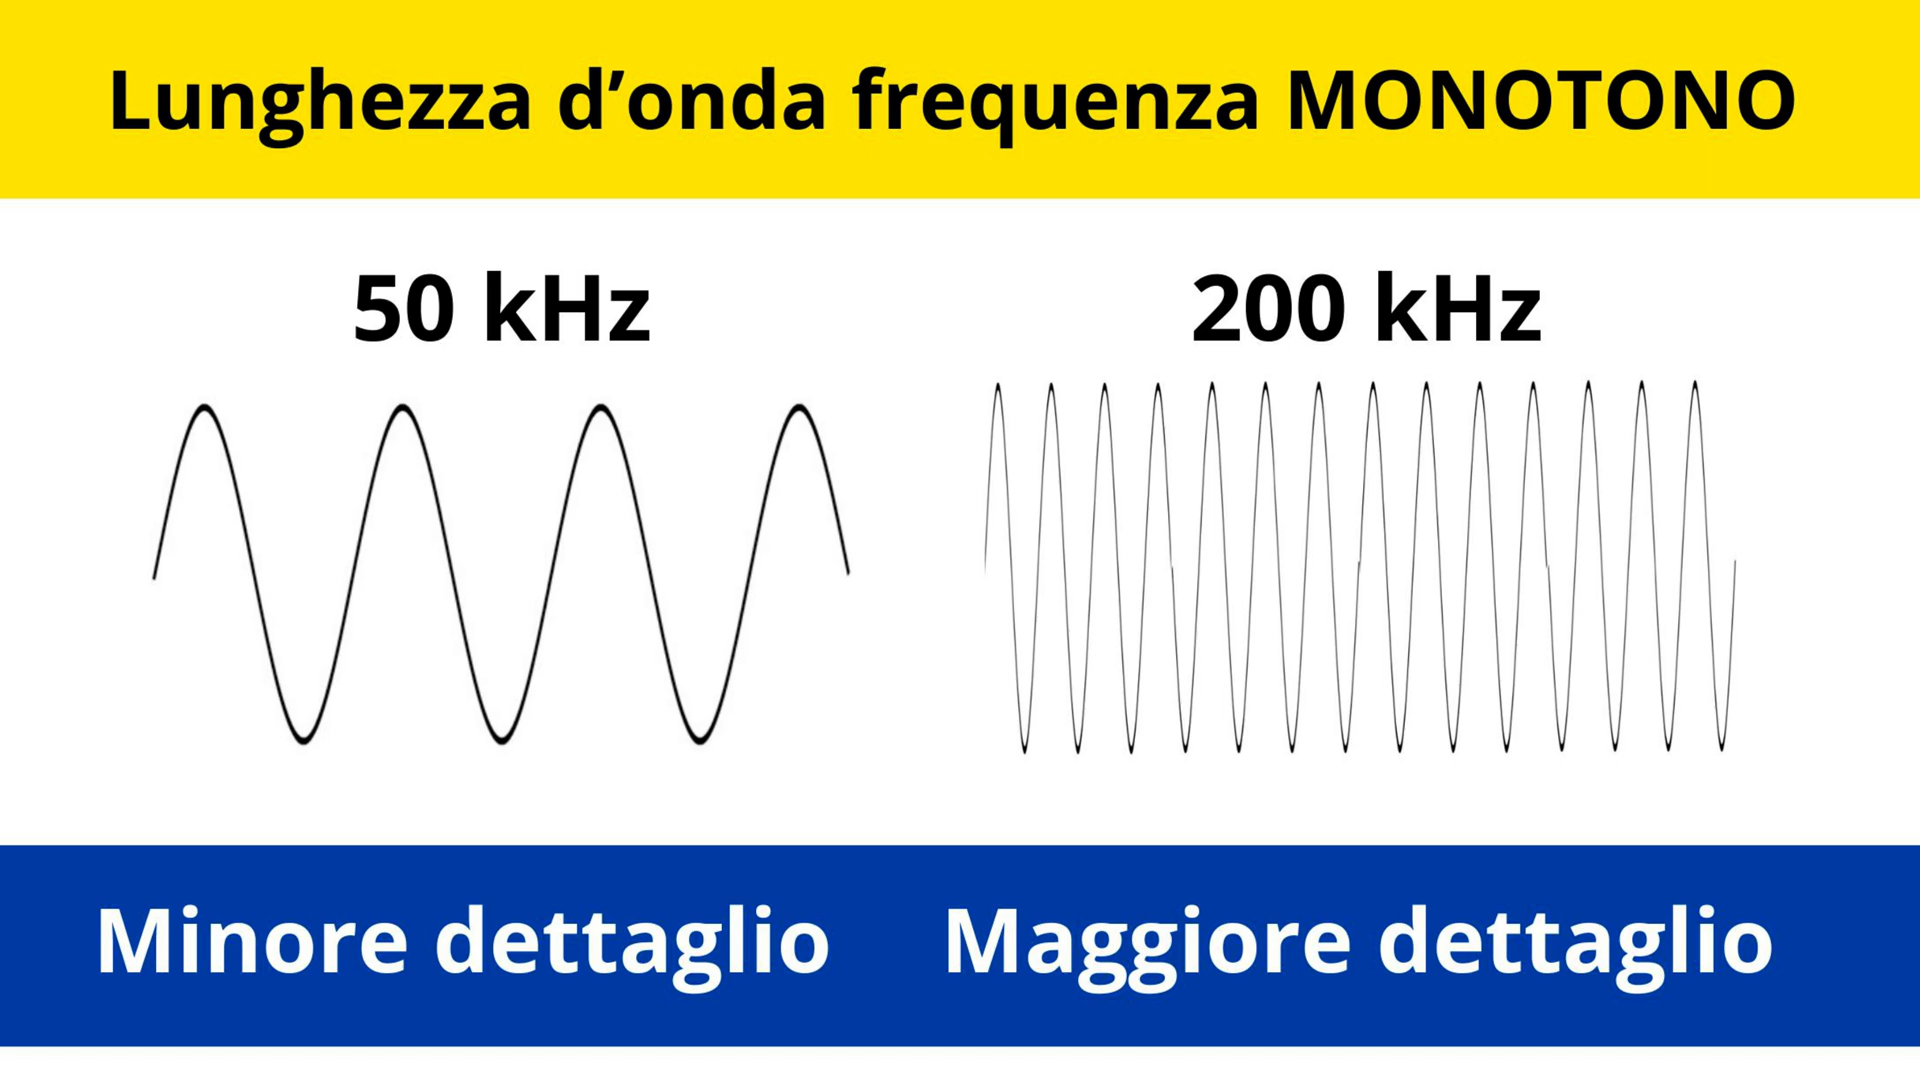 Lunghezza d’onda frequenza MONOTONO
50 kHz
200 kHz
Minore dettaglio
Maggiore dettaglio